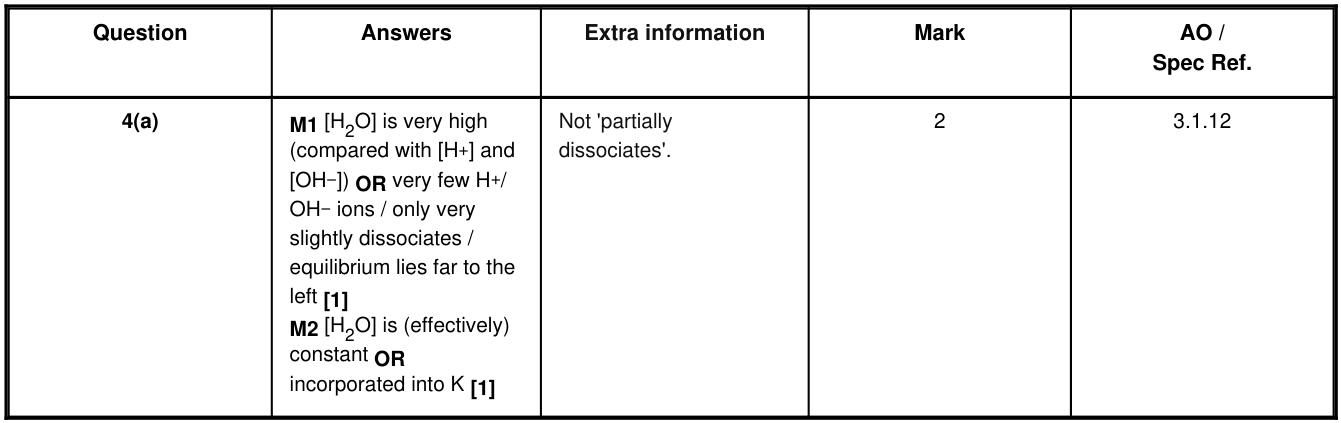 Question Answers Extra information Mark AO /
Spec Ref.
4(a) M1 [H₂O] is very high Not 'partially 2 3.1.12
(compared with [H+] and dissociates'.
[OH−]) OR very few H+/
OH− ions / only very
slightly dissociates /
equilibrium lies far to the
left [1]
M2 [H₂O] is (effectively)
constant OR
incorporated into K [1]